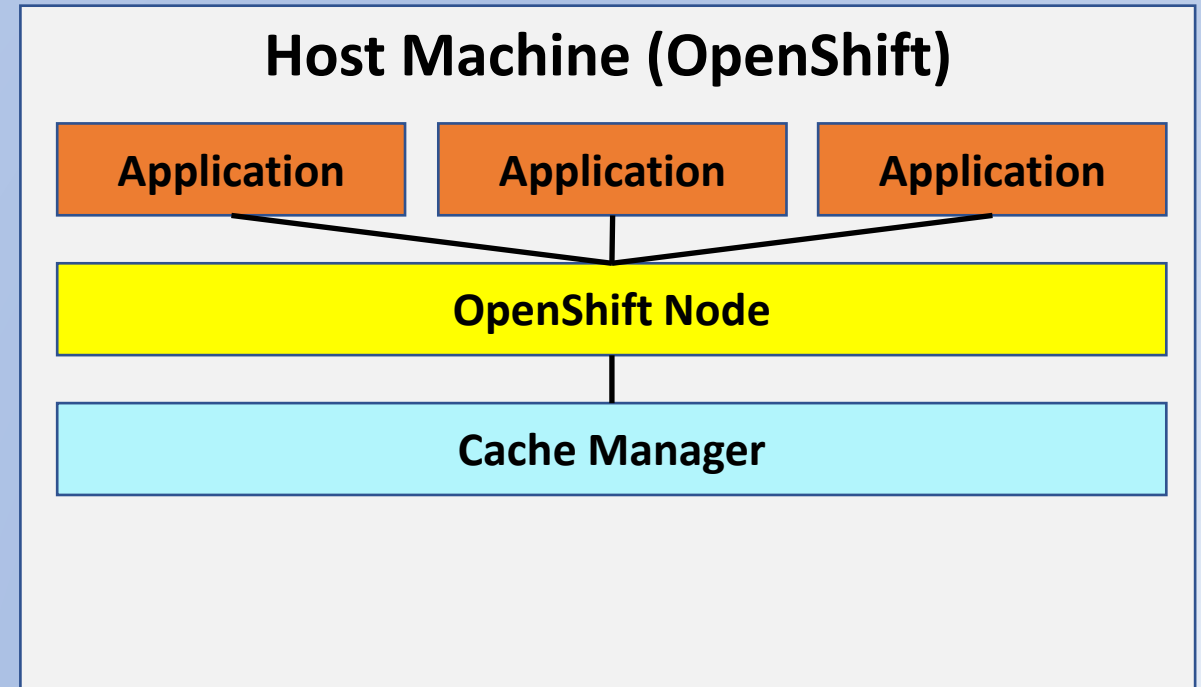 Host Machine (OpenShift)
Application Application Application
OpenShift Node
Cache Manager